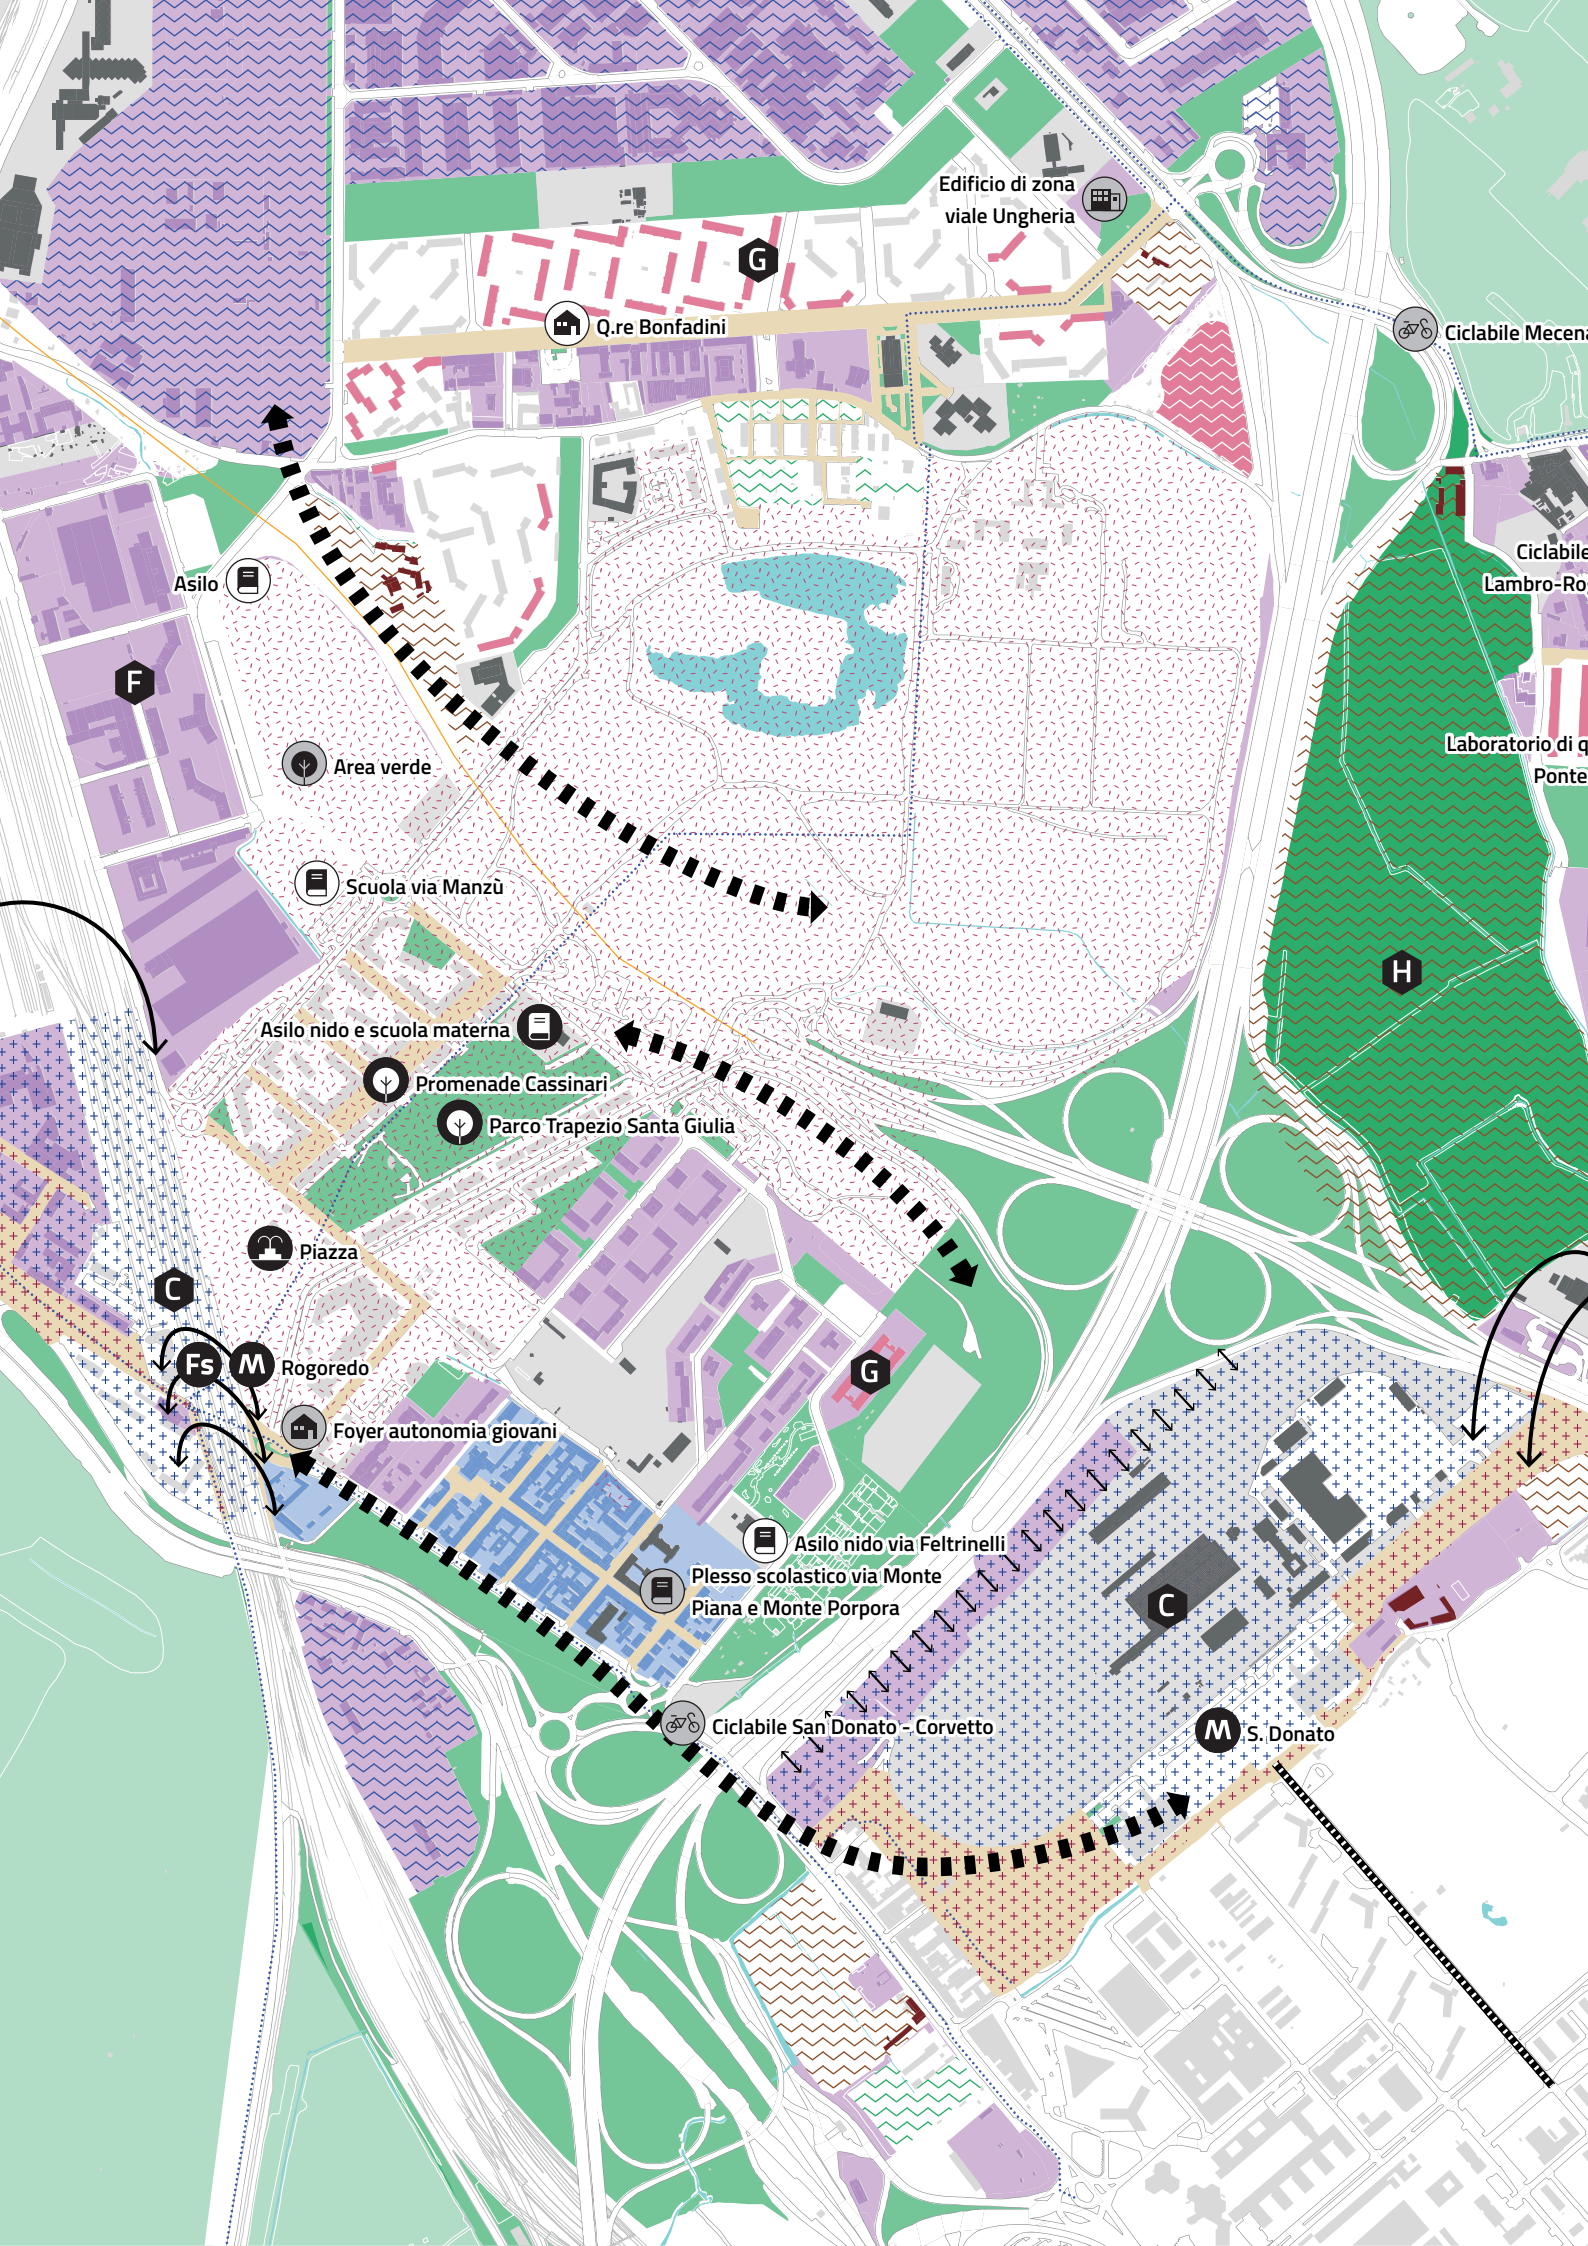 Edificio di zona
viale Ungheria
G
Q.re Bonfadini
Ciclabile Mecena
Ciclabile
Lambro-Ro
Asilo
F
Laboratorio di q
Ponte
Area verde
Scuola via Manzù
H
Asilo nido e scuola materna
Promenade Cassinari
Parco Trapezio Santa Giulia
Piazza
C
Fs
M
Rogoredo
G
Foyer autonomia giovani
Asilo nido via Feltrinelli
Plesso scolastico via Monte
Piana e Monte Porpora
C
Ciclabile San Donato - Corvetto
M
S. Donato